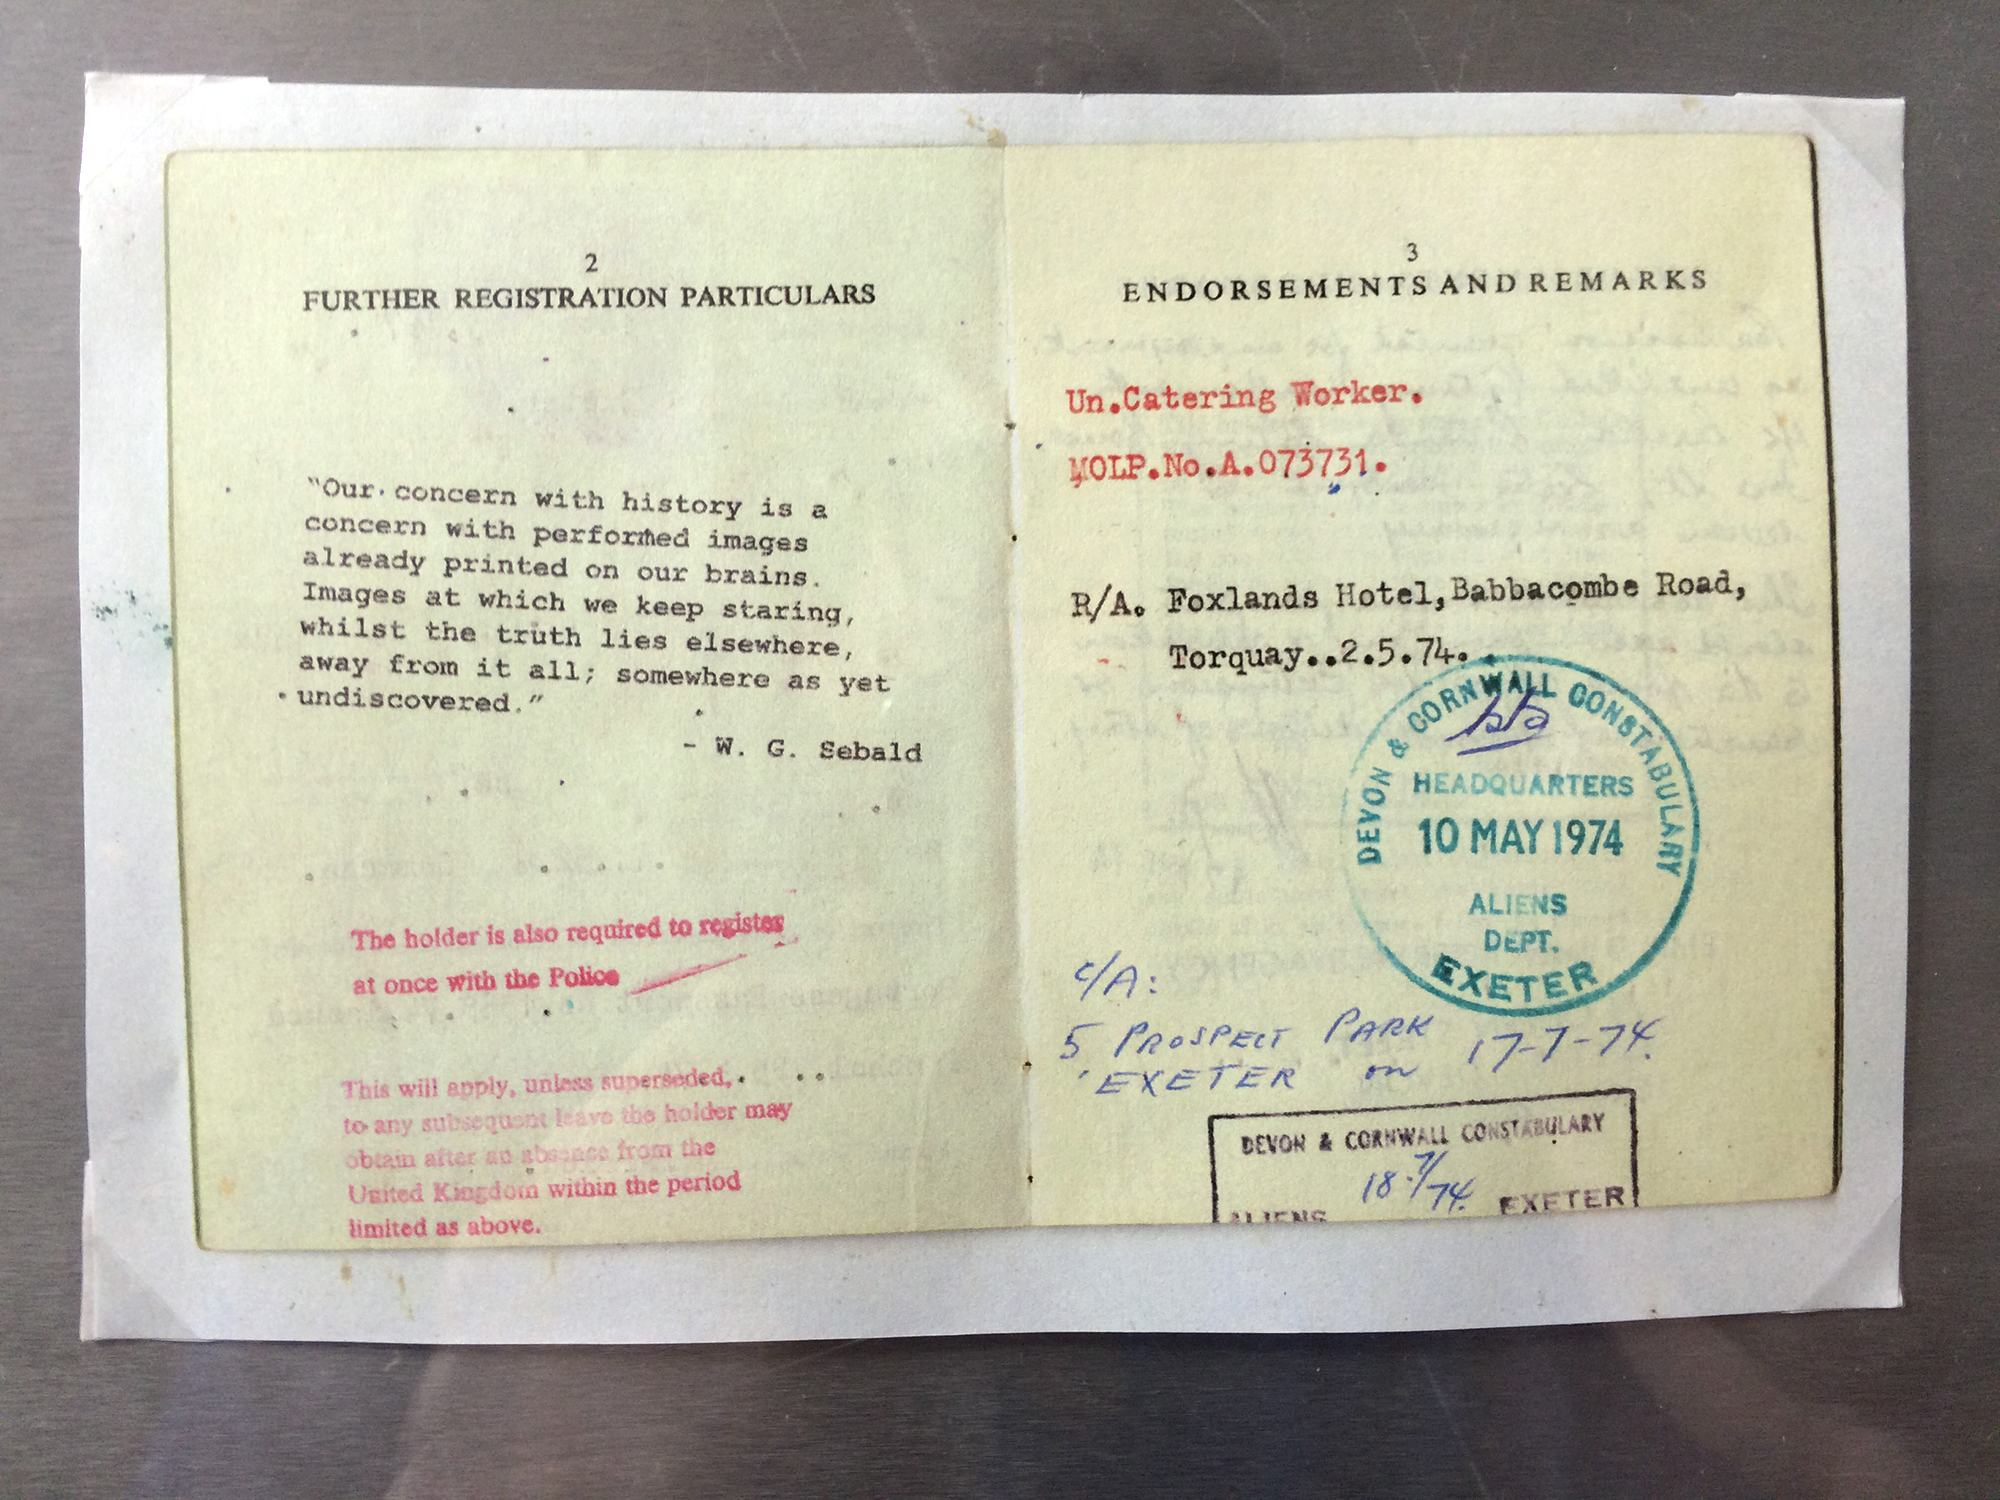 2
FURTHER REGISTRATION PARTICULARS
"Our concern with history is a
concern with performed images
already printed on our brains.
Images at which we keep staring,
whilst the truth lies elsewhere,
away from it all; somewhere as yet
undiscovered."
- W. G. Sebald
The holder is also required to register
at once with the Police
This will apply, unless superseded,
to any subsequent leave the holder may
obtain after an absence from the
United Kingdom within the period
limited as above.
3
ENDORSEMENTS AND REMARKS
Un.Catering Worker.
MOLP.No.A.073731.
R/A. Foxlands Hotel,Babbacombe Road,
Torquay..2.5.74.
DEVON & CORNWALL CONSTABULARY
HEADQUARTERS
10 MAY 1974
ALIENS
DEPT.
EXETER
C/A:
5 PROSPECT PARK
EXETER on 17-7-74.
DEVON & CORNWALL CONSTABULARY
18/7/74.
ALIENS EXETER